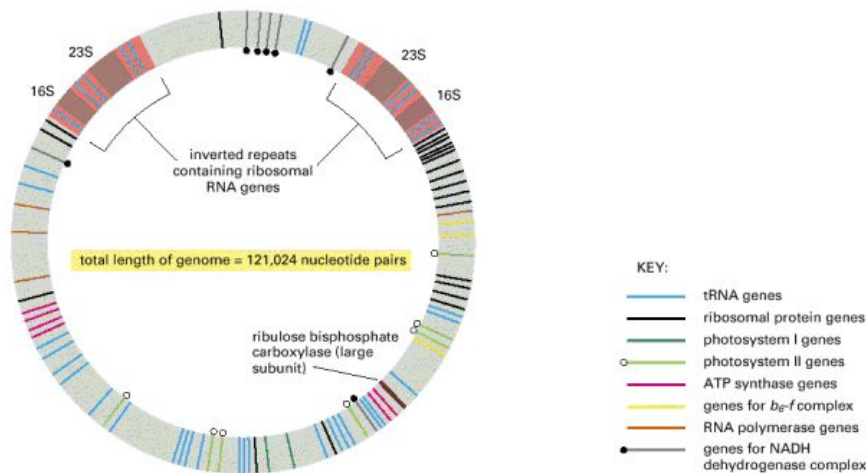 23S
16S
23S
16S
inverted repeats
containing ribosomal
RNA genes
total length of genome = 121,024 nucleotide pairs
ribulose bisphosphate
carboxylase (large
subunit)
KEY:
tRNA genes
ribosomal protein genes
photosystem I genes
photosystem II genes
ATP synthase genes
genes for b6-f complex
RNA polymerase genes
genes for NADH
dehydrogenase complex